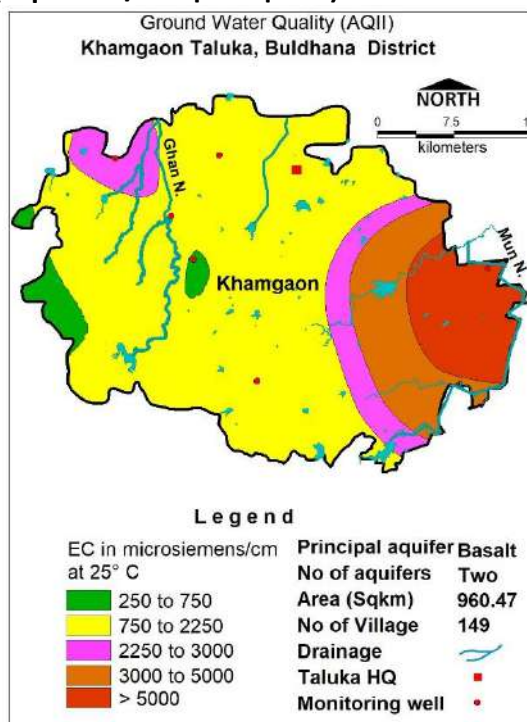 Ground Water Quality (AQII)
Khamgaon Taluka, Buldhana District
NORTH
0 7.5 1
kilometers
Ghan N.
Mun N.
Khamgaon
Legend
EC in microsiemens/cm
at 25° C
250 to 750
750 to 2250
2250 to 3000
3000 to 5000
> 5000
Principal aquifer Basalt
No of aquifers Two
Area (Sqkm) 960.47
No of Village 149
Drainage
Taluka HQ
Monitoring well